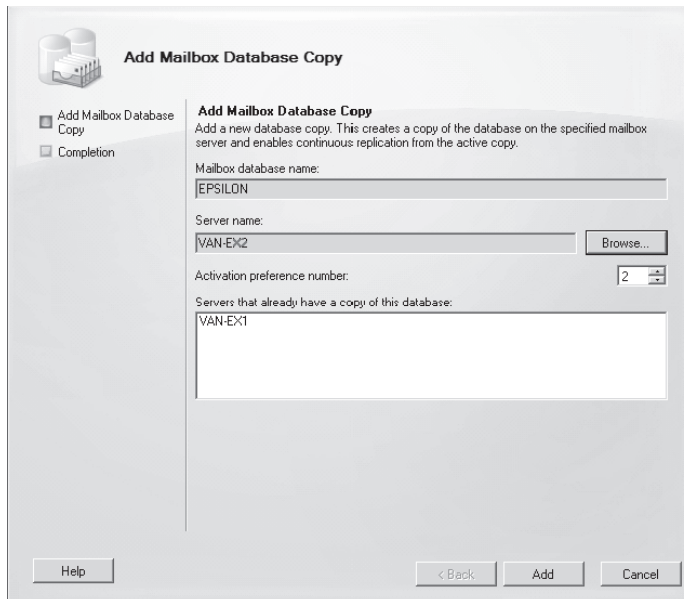 Add Mailbox Database Copy
Add Mailbox Database
Copy
Completion
Add Mailbox Database Copy
Add a new database copy. This creates a copy of the database on the specified mailbox
server and enables continuous replication from the active copy.
Mailbox database name:
EPSILON
Server name:
VAN-EX2
Browse...
Activation preference number:
2
Servers that already have a copy of this database:
VAN-EX1
Help
< Back
Add
Cancel